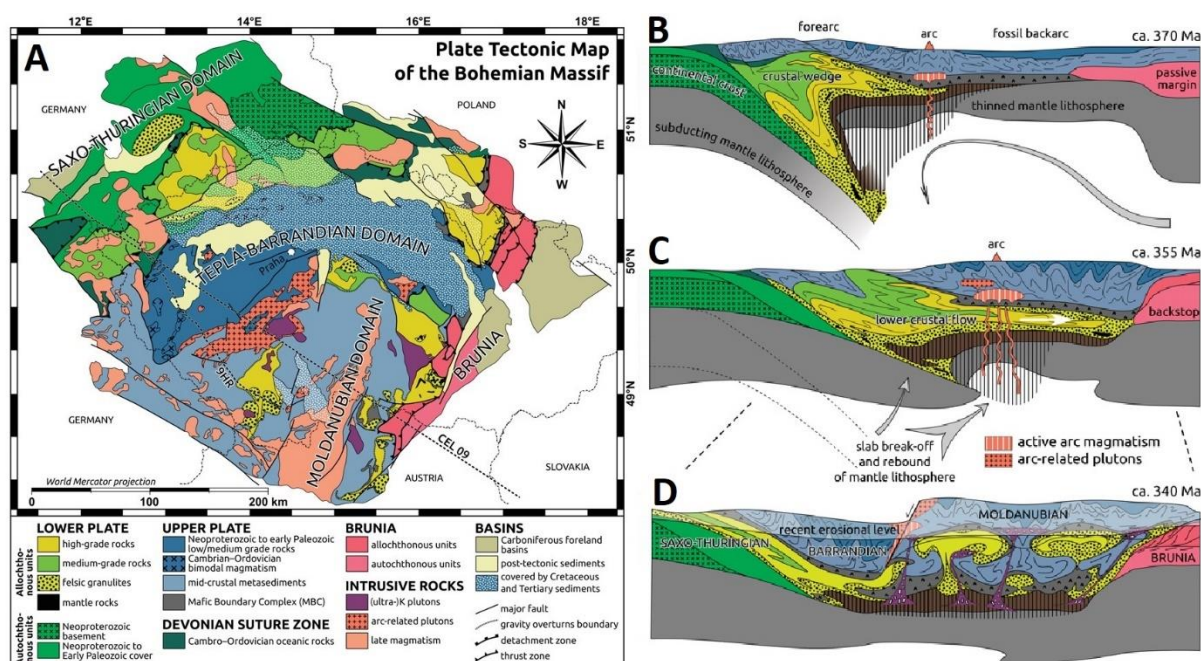 12°E
14°E
16°E
18°E
A
Plate Tectonic Map
of the Bohemian Massif
GERMANY
POLAND
N
S
E
W
SAXO-THURINGIAN DOMAIN
51°N
TEPLA-BARRANDIAN DOMAIN
Praha
50°N
9HR
MOLDANUBIAN DOMAIN
BRUNIA
49°N
GERMANY
CEL 09
AUSTRIA
SLOVAKIA
World Mercator projection
0
100
200 km
LOWER PLATE
Allochtho-
nous units
high-grade rocks
medium-grade rocks
felsic granulites
mantle rocks
Autochtho-
nous units
Neoproterozoic
basement
Neoproterozoic to
Early Paleozoic cover
UPPER PLATE
Neoproterozoic to early Paleozoic
low/medium grade rocks
Cambrian–Ordovician
bimodal magmatism
mid-crustal metasediments
Mafic Boundary Complex (MBC)
DEVONIAN SUTURE ZONE
Cambro–Ordovician oceanic rocks
BRUNIA
allochthonous units
autochthonous units
INTRUSIVE ROCKS
(ultra-)K plutons
arc-related plutons
late magmatism
BASINS
Carboniferous foreland
basins
post-tectonic sediments
covered by Cretaceous
and Tertiary sediments
major fault
gravity overturns boundary
detachment zone
thrust zone
B
forearc
arc
fossil backarc
ca. 370 Ma
continental crust
crustal wedge
passive
margin
thinned mantle lithosphere
subducting mantle lithosphere
C
arc
ca. 355 Ma
lower crustal flow
backstop
slab break-off
and rebound
of mantle lithosphere
active arc magmatism
arc-related plutons
D
ca. 340 Ma
MOLDANUBIAN
recent erosional level
SAXO-THURINGIAN
BARRANDIAN
BRUNIA